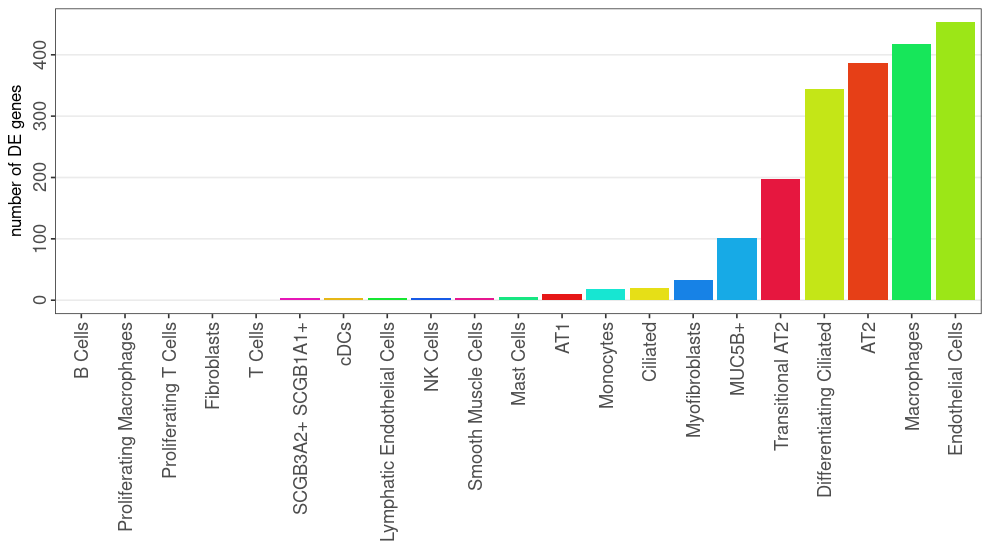 number of DE genes
400
300
200
100
0
B Cells
Proliferating Macrophages
Proliferating T Cells
Fibroblasts
T Cells
SCGB3A2+ SCGB1A1+
cDCs
Lymphatic Endothelial Cells
NK Cells
Smooth Muscle Cells
Mast Cells
AT1
Monocytes
Ciliated
Myofibroblasts
MUC5B+
Transitional AT2
Differentiating Ciliated
AT2
Macrophages
Endothelial Cells